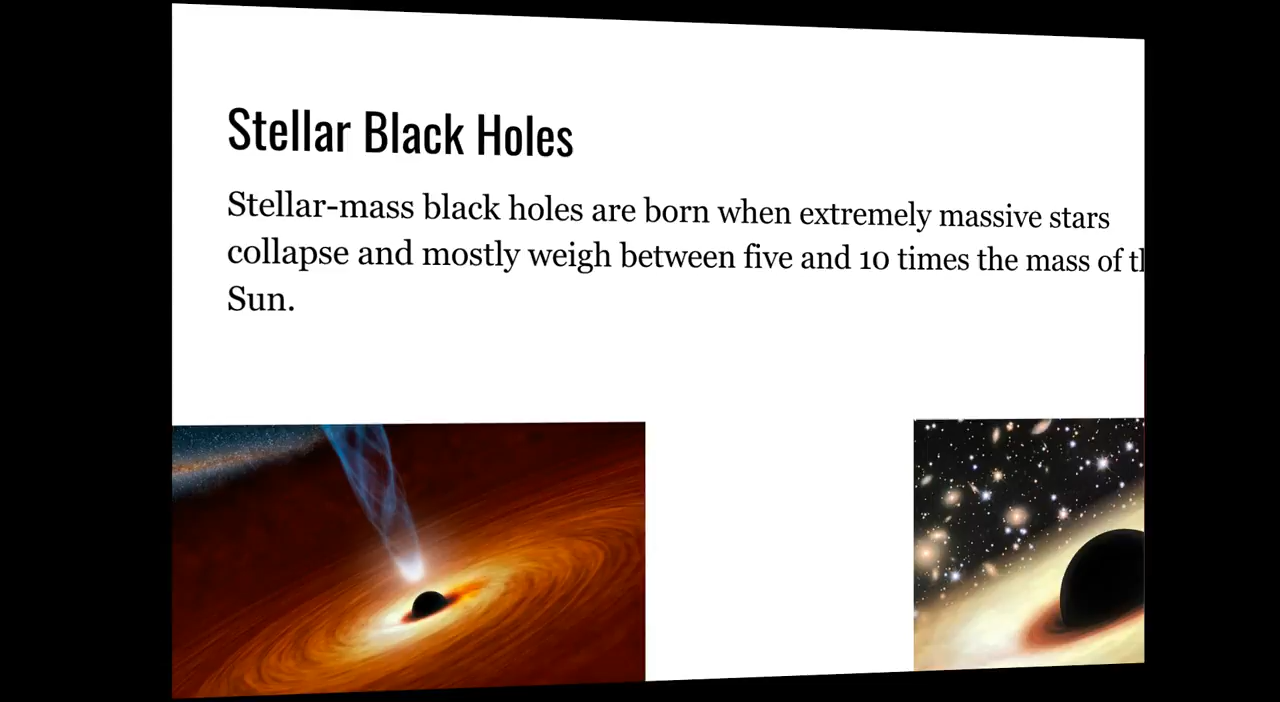 Stellar Black Holes
Stellar-mass black holes are born when extremely massive stars
collapse and mostly weigh between five and 10 times the mass of
Sun.